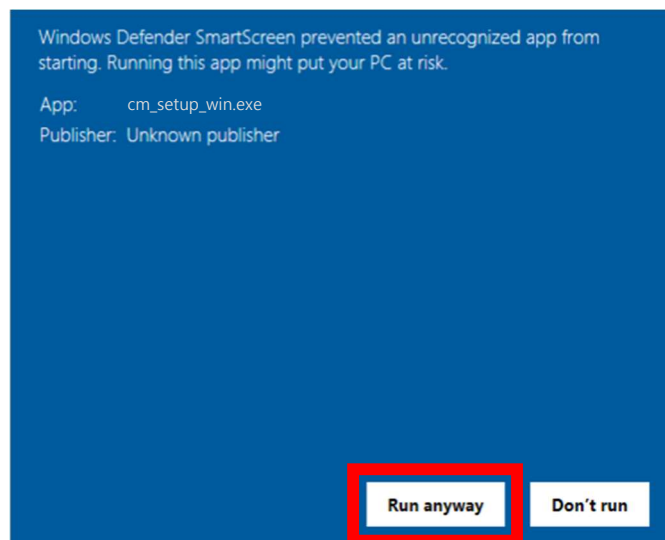 Windows Defender SmartScreen prevented an unrecognized app from
starting. Running this app might put your PC at risk.
App: cm_setup_win.exe
Publisher: Unknown publisher
Run anyway Don't run